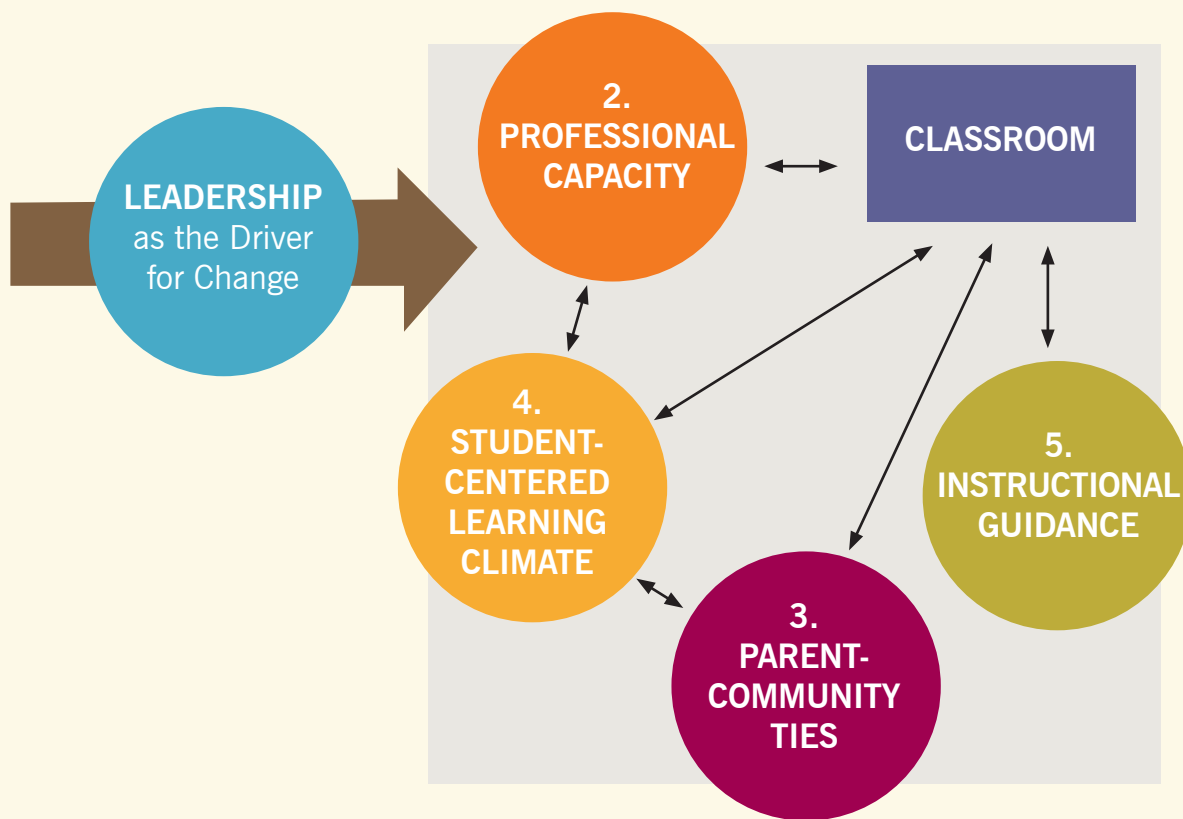 LEADERSHIP
as the Driver
for Change
2.
PROFESSIONAL
CAPACITY
CLASSROOM
4.
STUDENT-
CENTERED
LEARNING
CLIMATE
5.
INSTRUCTIONAL
GUIDANCE
3.
PARENT-
COMMUNITY
TIES